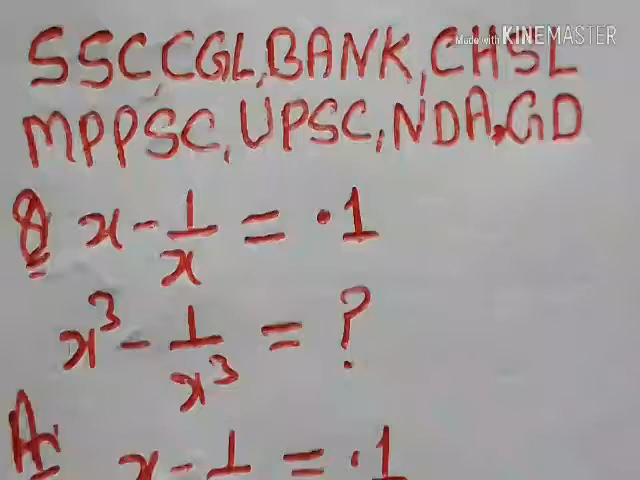 Made with KINEMASTER
SSC, CGL, BANK, CHSL
MPPSC, UPSC, NDA, GD
Q x - 1/x = .1
x³ - 1/x³ = ?
A x - 1 = .1